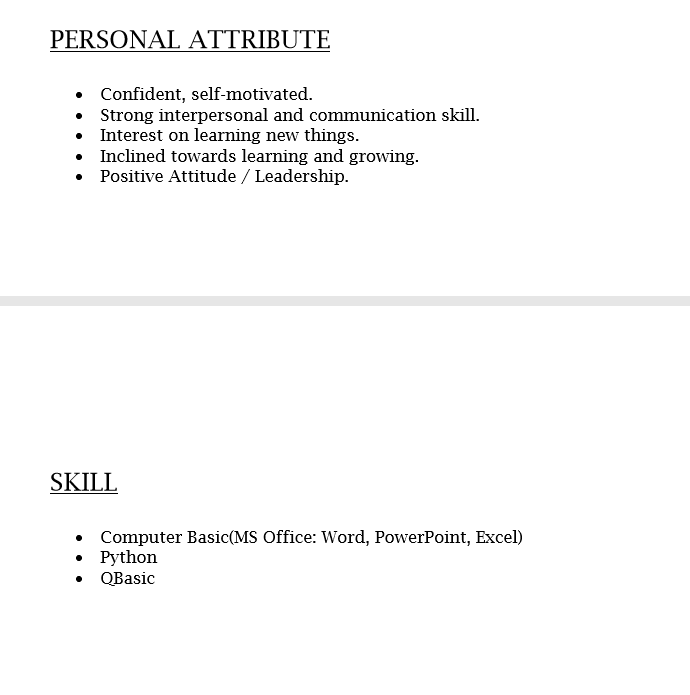 PERSONAL ATTRIBUTE
• Confident, self-motivated.
• Strong interpersonal and communication skill.
• Interest on learning new things.
• Inclined towards learning and growing.
• Positive Attitude / Leadership.
SKILL
• Computer Basic(MS Office: Word, PowerPoint, Excel)
• Python
• QBasic